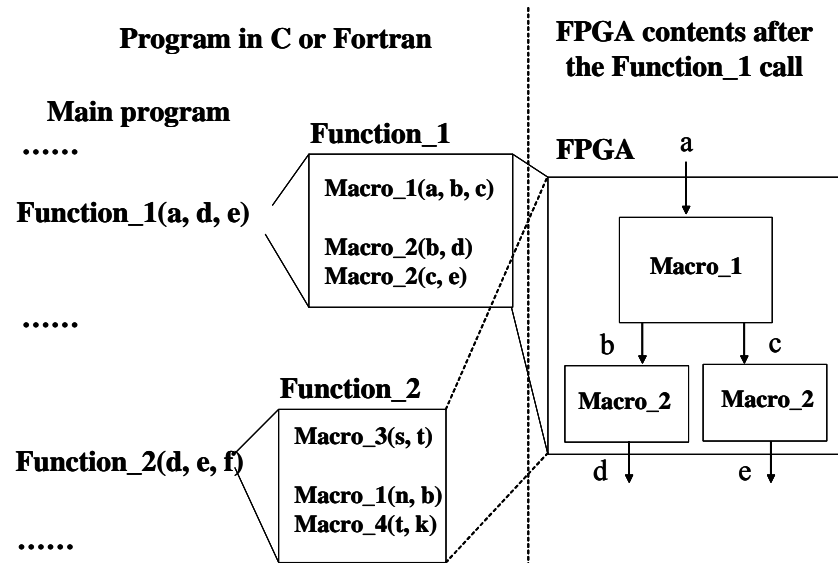 Program in C or Fortran
FPGA contents after
the Function_1 call
Main program
......
Function_1
Macro_1(a, b, c)
Function_1(a, d, e)
Macro_2(b, d)
Macro_2(c, e)
......
Function_2
Macro_3(s, t)
Function_2(d, e, f)
Macro_1(n, b)
Macro_4(t, k)
......
FPGA
a
Macro_1
b
c
Macro_2
Macro_2
d
e